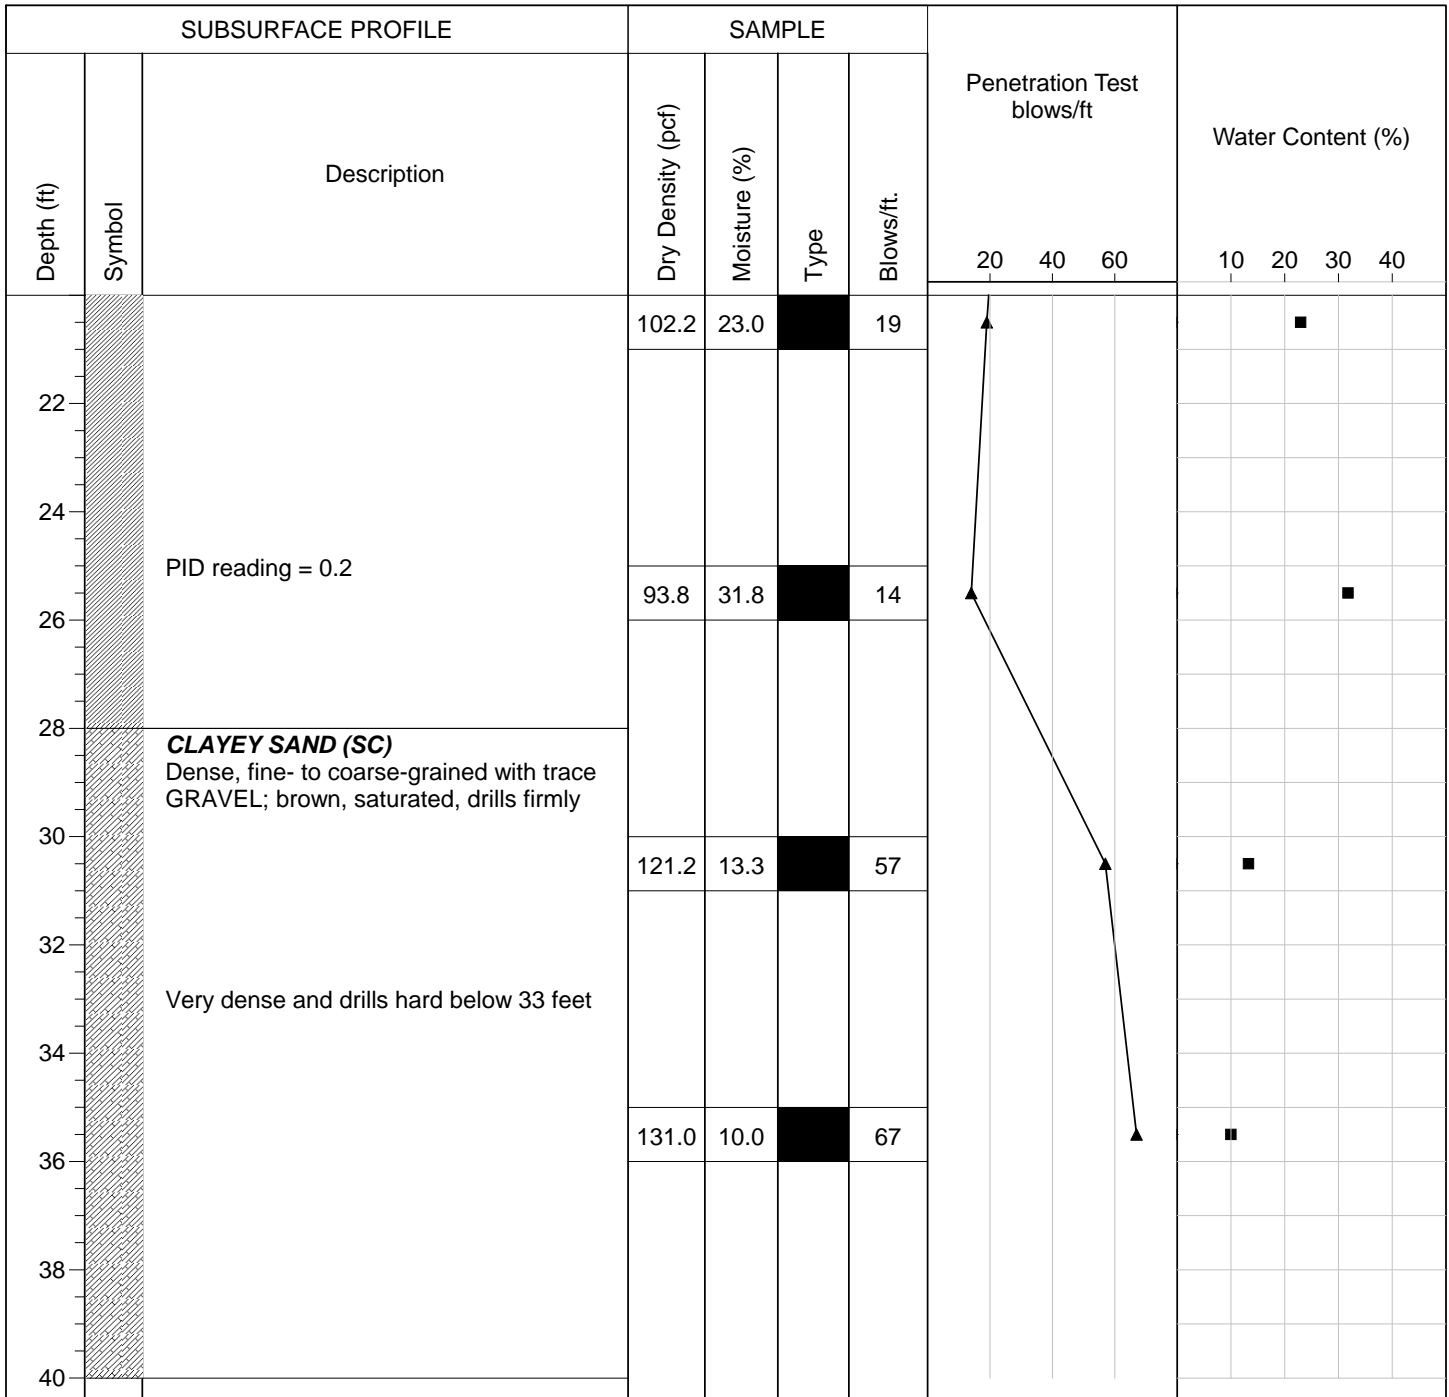 SUBSURFACE PROFILE
SAMPLE
Penetration Test
blows/ft
Water Content (%)
Depth (ft)
Symbol
Description
Dry Density (pcf)
Moisture (%)
Type
Blows/ft.
20 40 60
10 20 30 40
102.2 23.0 19
22
24
PID reading = 0.2
93.8 31.8 14
26
28
CLAYEY SAND (SC)
Dense, fine- to coarse-grained with trace
GRAVEL; brown, saturated, drills firmly
30
121.2 13.3 57
32
Very dense and drills hard below 33 feet
34
131.0 10.0 67
36
38
40